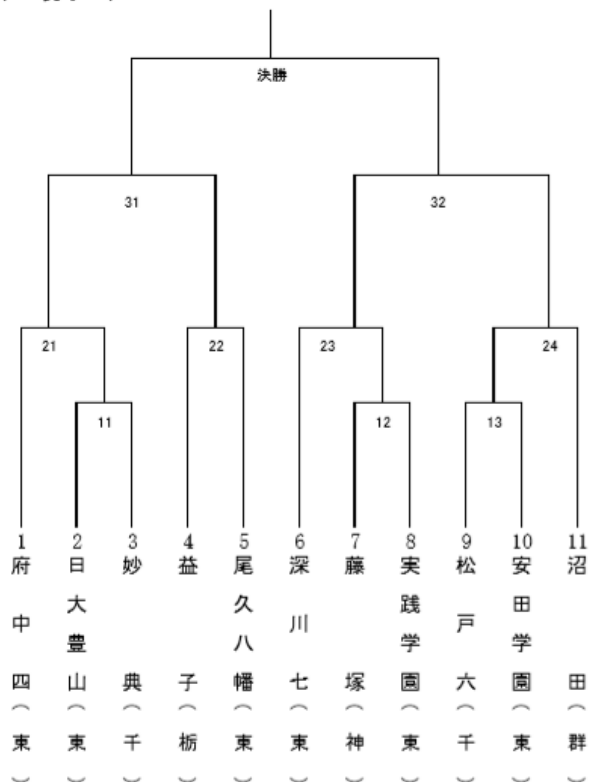 決勝
31
32
21
22
23
24
11
12
13
1 府中四（東）
2 日大豊山（東）
3 妙典千（）
4 益子（栃）
5 尾久八幡（東）
6 深川七（東）
7 藤塚（神）
8 実践学園（東）
9 松戸六（千）
10 安田学園（東）
11 沼田（群）